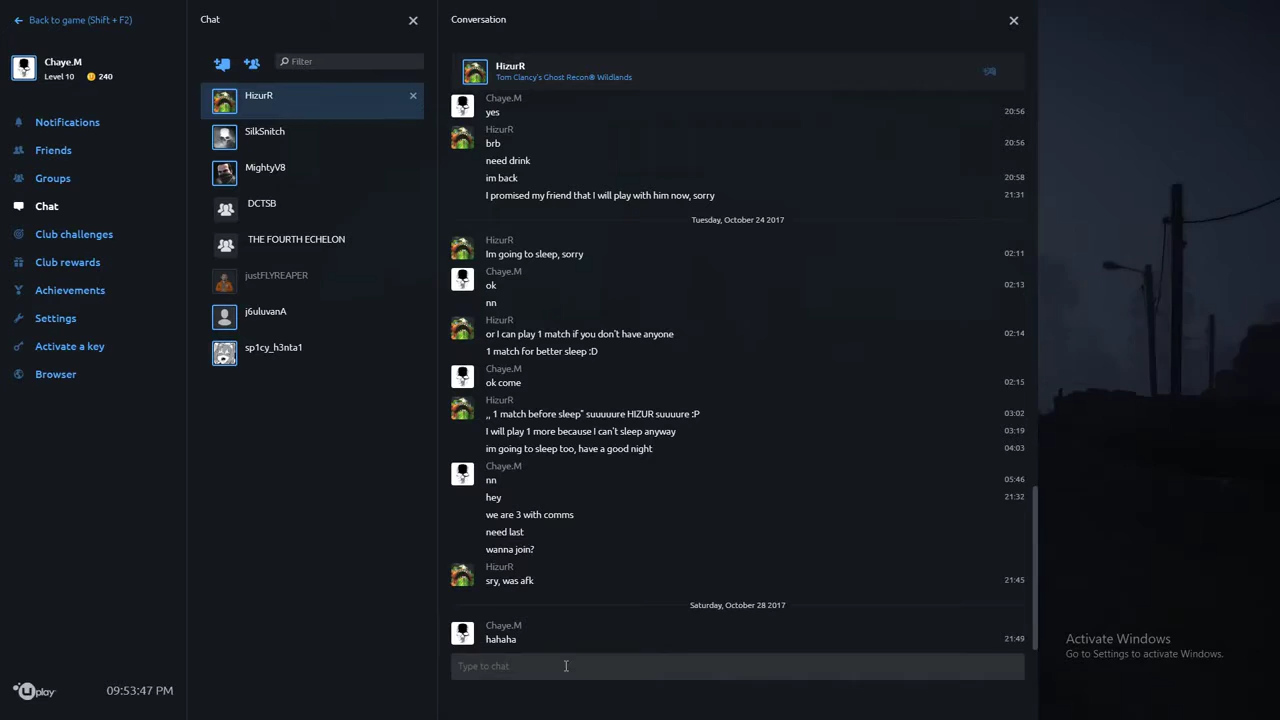 Back to game (Shift + F2)
Chaye.M
Level 10 240
Notifications
Friends
Groups
Chat
Club challenges
Club rewards
Achievements
Settings
Activate a key
Browser
uplay 09:53:47 PM
Chat
Filter
HizurR
SilkSnitch
MightyV8
DCTSB
THE FOURTH ECHELON
justFLYREAPER
j6uluvanA
sp1cy_h3nta1
Conversation
HizurR
Tom Clancy's Ghost Recon® Wildlands
Chaye.M
yes 20:56
HizurR
brb 20:56
need drink
im back 20:58
I promised my friend that I will play with him now, sorry 21:31
Tuesday, October 24 2017
HizurR
Im going to sleep, sorry 02:11
Chaye.M
ok 02:13
nn
HizurR
or I can play 1 match if you don't have anyone 02:14
1 match for better sleep :D
Chaye.M
ok come 02:15
HizurR
,, 1 match before sleep" suuuuure HIZUR suuuure :P 03:02
I will play 1 more because I can't sleep anyway 03:19
im going to sleep too, have a good night 04:03
Chaye.M
nn 05:46
hey 21:32
we are 3 with comms
need last
wanna join?
HizurR
sry, was afk 21:45
Saturday, October 28 2017
Chaye.M
hahaha 21:49
Type to chat
Activate Windows
Go to Settings to activate Windows.